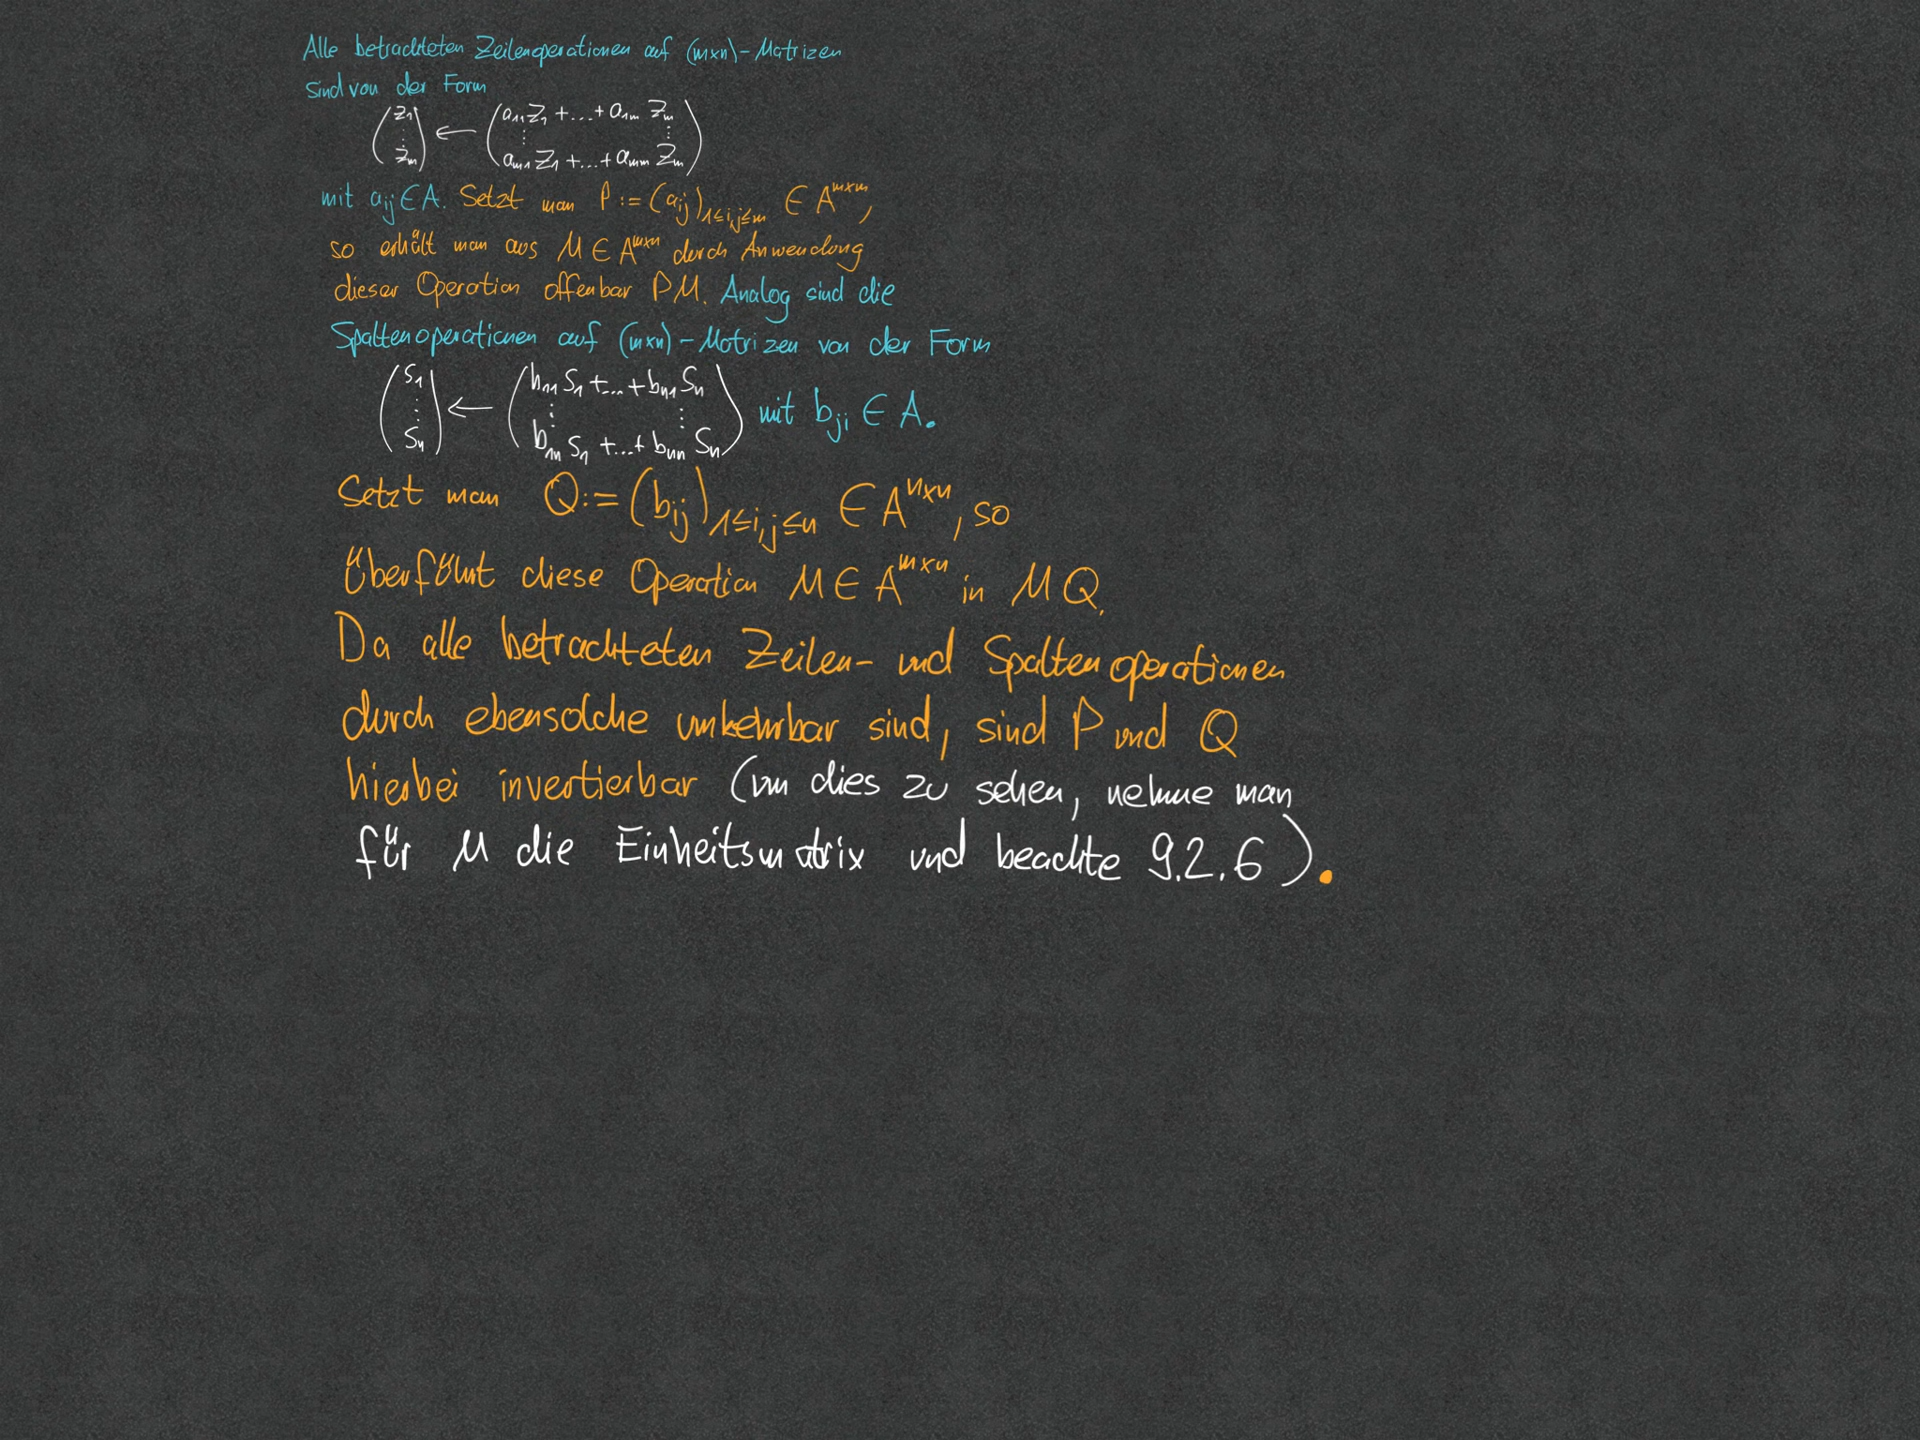 Alle betrachteten Zeilenoperationen auf (m×n)-Matrizen
sind von der Form
(z₁ ⋮ zₘ) ← (a₁₁z₁ + ... + a₁ₘ zₘ ⋮ ⋮ aₘ₁z₁ + ... + aₘₘ zₘ)
mit aᵢⱼ ∈ A. Setzt man P := (aᵢⱼ)₁≤ᵢ,ⱼ≤ₘ ∈ A^{m×m},
so erhält man aus M ∈ A^{m×n} durch Anwendung
dieser Operation offenbar PM. Analog sind die
Spaltenoperationen auf (m×n)-Matrizen von der Form
(s₁ ⋮ sₙ) ← (b₁₁ s₁ + ... + bₙ₁ sₙ ⋮ ⋮ b₁ₙ s₁ + ... + bₙₙ sₙ) mit bⱼᵢ ∈ A.
Setzt man Q := (bᵢⱼ)₁≤ᵢ,ⱼ≤ₙ ∈ A^{n×n}, so
überführt diese Operation M ∈ A^{m×n} in MQ.
Da alle betrachteten Zeilen- und Spaltenoperationen
durch ebensolche umkehrbar sind, sind P und Q
hierbei invertierbar (um dies zu sehen, nehme man
für M die Einheitsmatrix und beachte 9.2.6).